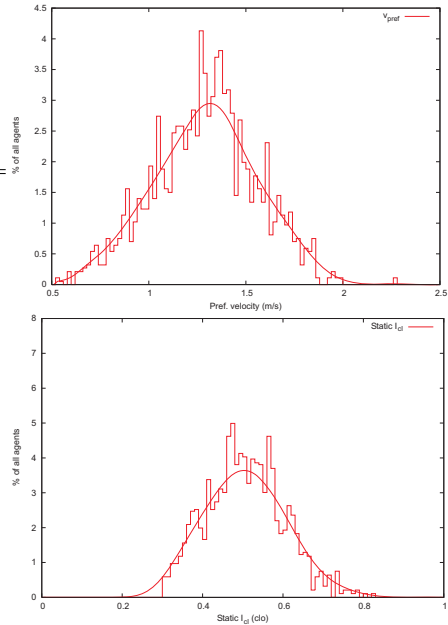 4.5
v_pref
4
3.5
3
2.5
% of all agents
2
1.5
1
0.5
0
0.5 1 1.5 2 2.5
Pref. velocity (m/s)
8
Static I_cl
7
6
5
% of all agents
4
3
2
1
0
0 0.2 0.4 0.6 0.8 1
Static I_cl (clo)